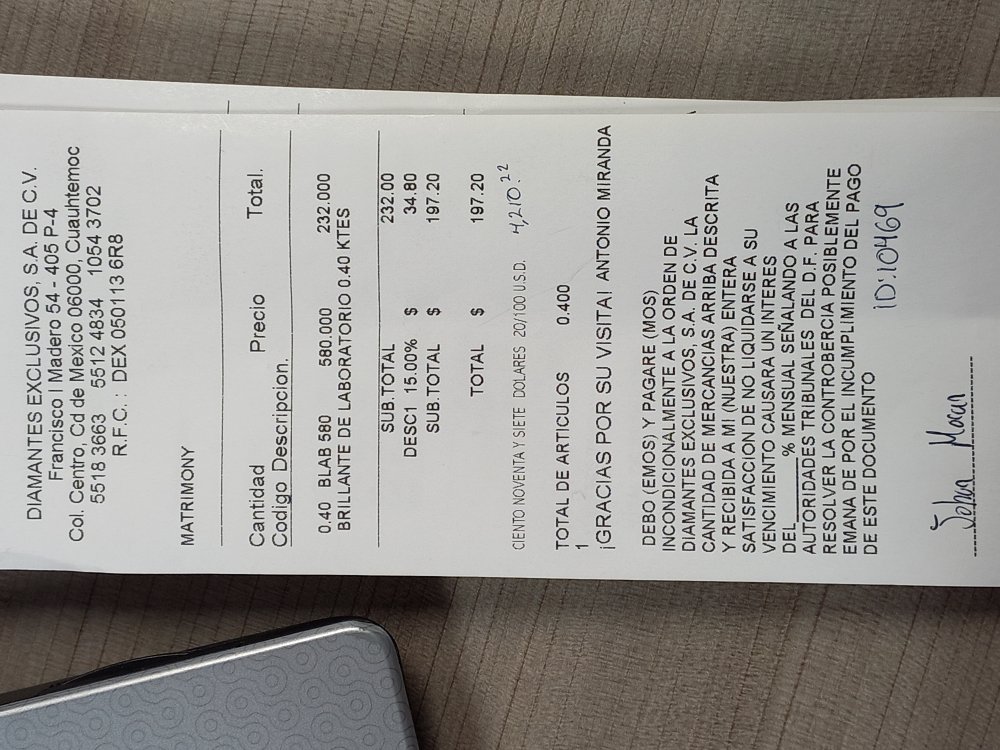 DIAMANTES EXCLUSIVOS, S.A. DE C.V.
Francisco I Madero 54 - 405 P-4
Col. Centro, Cd de Mexico 06000, Cuauhtemoc
5518 3663 5512 4834 1054 3702
R.F.C. : DEX 050113 6R8
MATRIMONY
Cantidad Precio Total.
Codigo Descripcion.
0.40 BLAB 580 580.000 232.000
BRILLANTE DE LABORATORIO 0.40 KTES
SUB.TOTAL 232.00
DESC1 15.00% $ 34.80
SUB.TOTAL $ 197.20
TOTAL $ 197.20
CIENTO NOVENTA Y SIETE DOLARES 20/100 U.S.D. 4,210.22
TOTAL DE ARTICULOS 0.400
1
¡GRACIAS POR SU VISITA! ANTONIO MIRANDA
DEBO (EMOS) Y PAGARE (MOS)
INCONDICIONALMENTE A LA ORDEN DE
DIAMANTES EXCLUSIVOS, S.A. DE C.V. LA
CANTIDAD DE MERCANCIAS ARRIBA DESCRITA
Y RECIBIDA A MI (NUESTRA) ENTERA
SATISFACCION DE NO LIQUIDARSE A SU
VENCIMIENTO CAUSARA UN INTERES
DEL______% MENSUAL SEÑALANDO A LAS
AUTORIDADES TRIBUNALES DEL D.F. PARA
RESOLVER LA CONTROBERCIA POSIBLEMENTE
EMANA DE POR EL INCUMPLIMIENTO DEL PAGO
DE ESTE DOCUMENTO
ID:10469